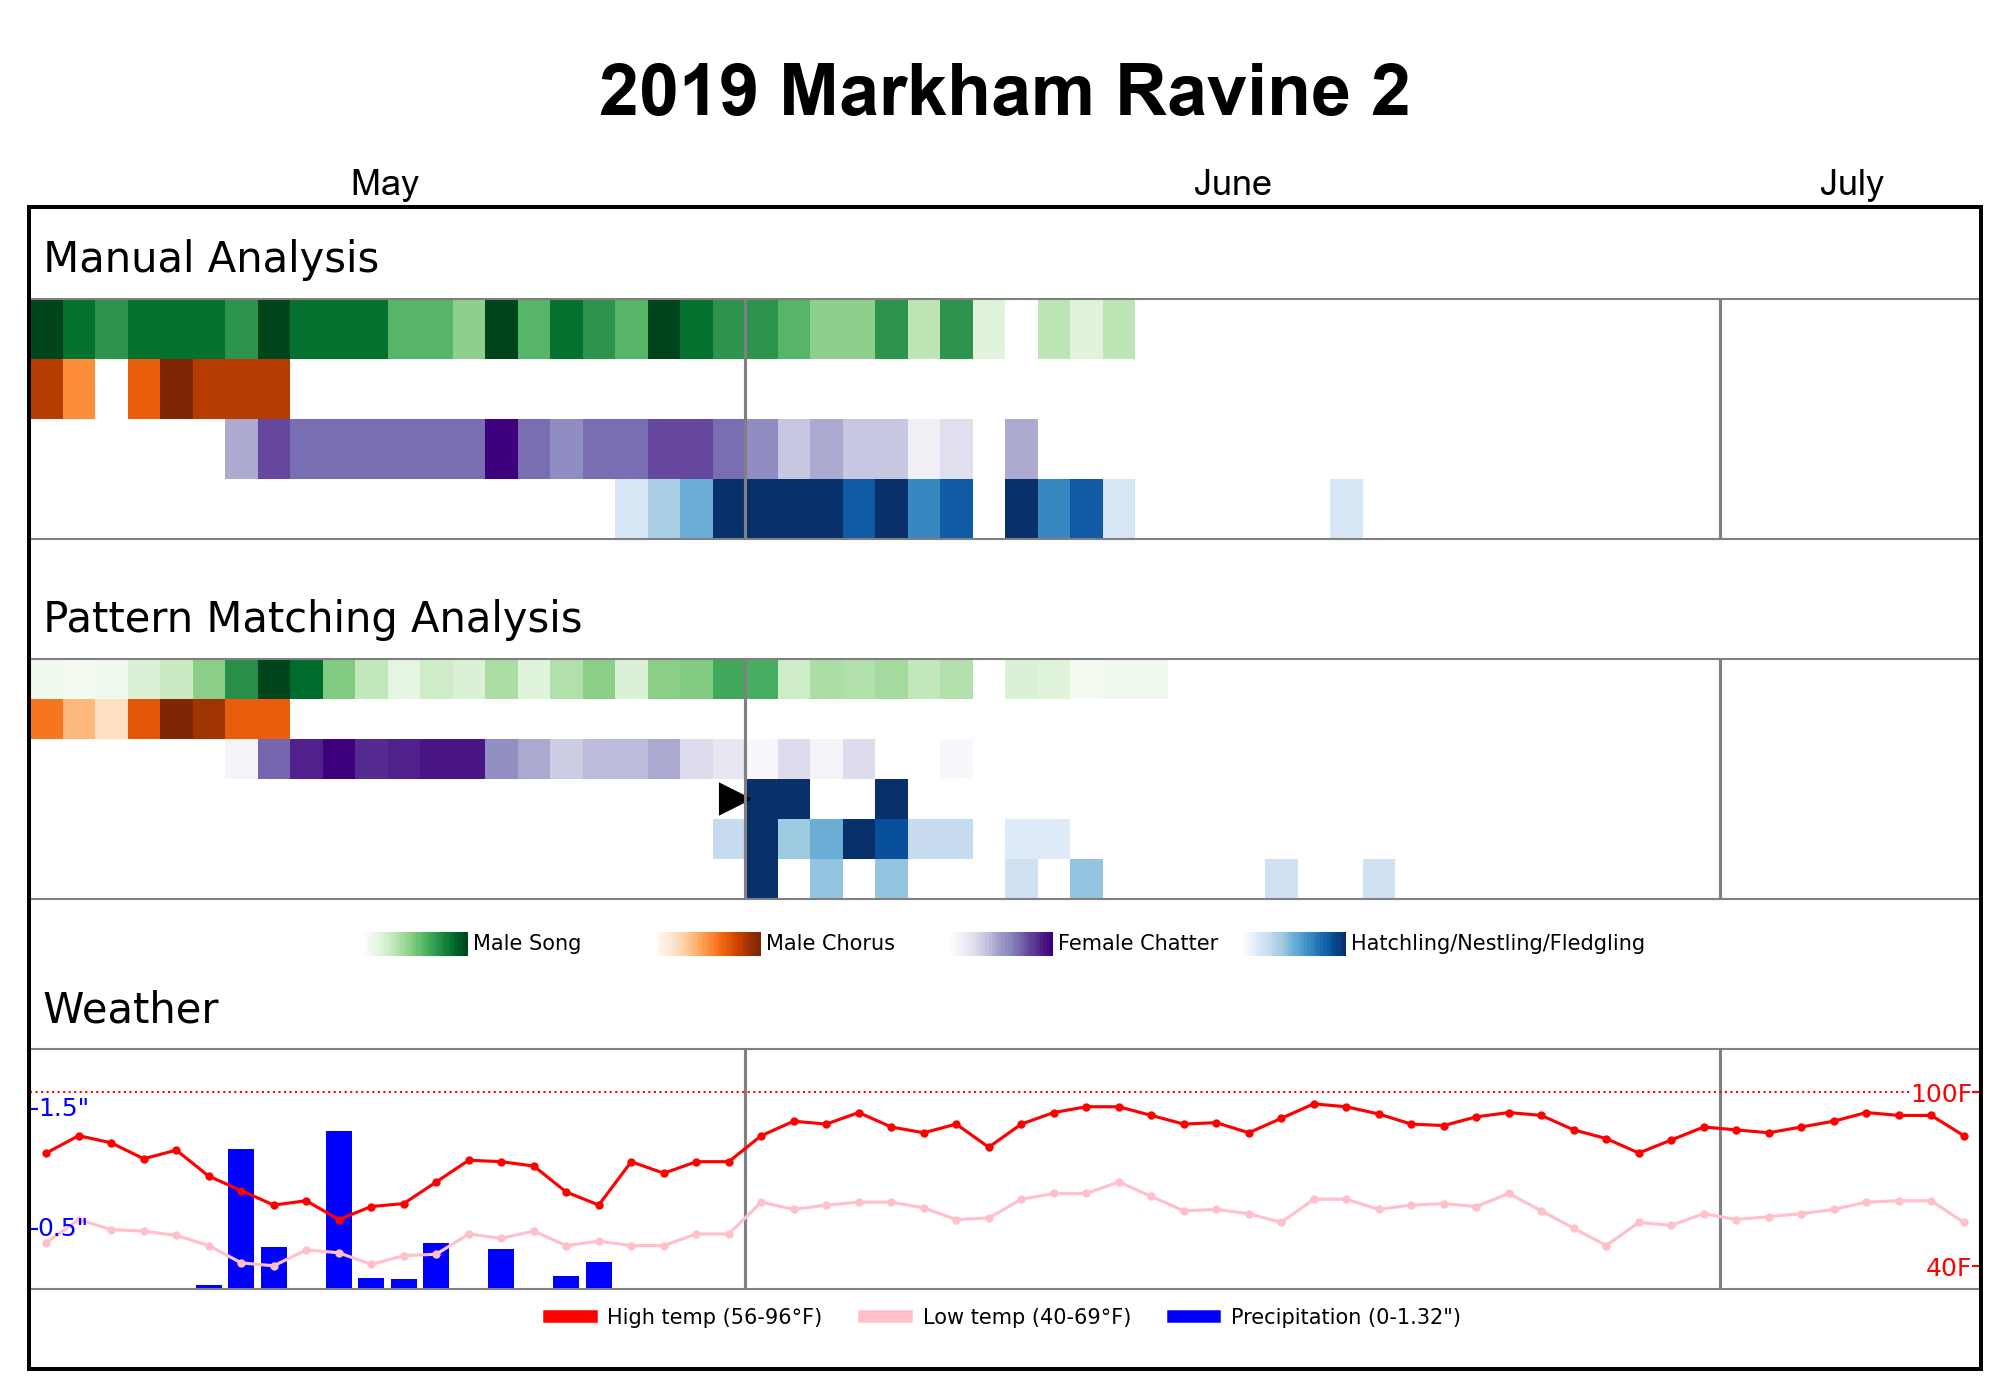 2019 Markham Ravine 2
May June July
Manual Analysis
Pattern Matching Analysis
Male Song Male Chorus Female Chatter Hatchling/Nestling/Fledgling
Weather
100F
1.5"
0.5"
40F
High temp (56-96°F) Low temp (40-69°F) Precipitation (0-1.32")